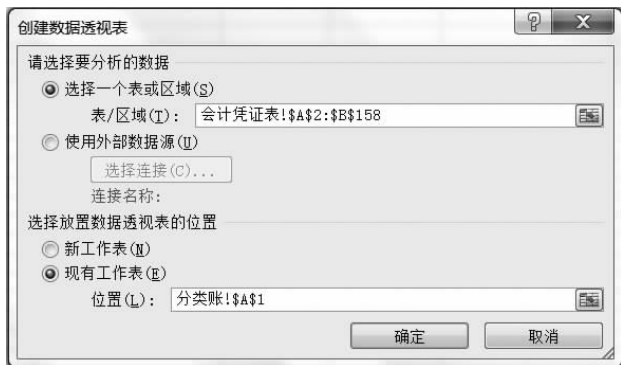 创建数据透视表
请选择要分析的数据
选择一个表或区域(S)
表/区域(T): 会计凭证表!$A$2:$B$158
使用外部数据源(U)
选择连接(C)...
连接名称:
选择放置数据透视表的位置
新工作表(N)
现有工作表(E)
位置(L): 分类账!$A$1
确定 取消